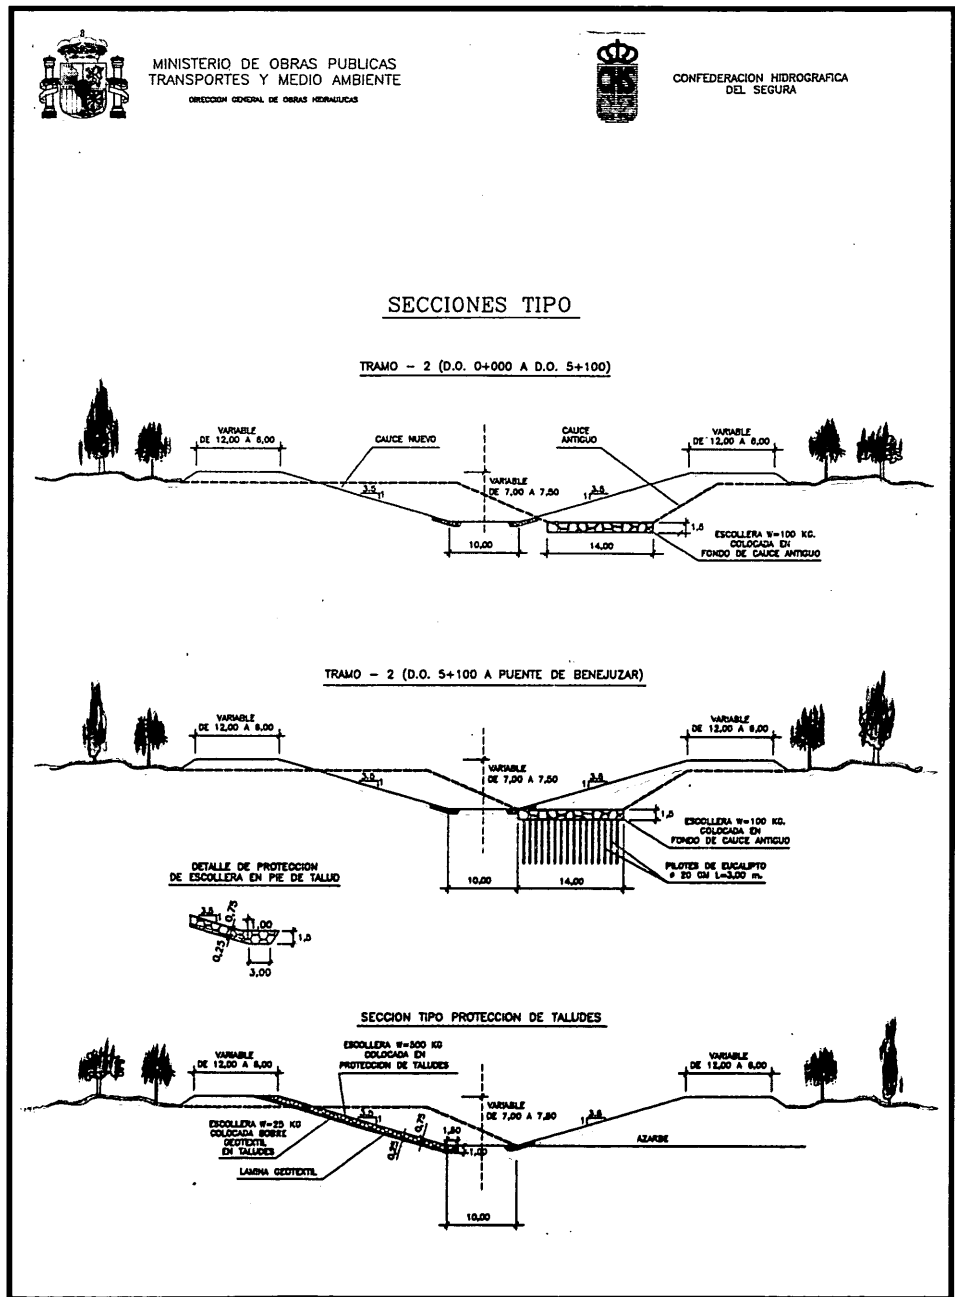 MINISTERIO DE OBRAS PUBLICAS
TRANSPORTES Y MEDIO AMBIENTE
DIRECCION GENERAL DE OBRAS HIDRAULICAS
CHS
CONFEDERACION HIDROGRAFICA
DEL SEGURA
SECCIONES TIPO
TRAMO - 2 (D.O. 0+000 A D.O. 5+100)
VARIABLE
DE 12,00 A 6,00
CAUCE NUEVO
CAUCE
ANTIGUO
VARIABLE
DE 12,00 A 6,00
3.5
1
VARIABLE
DE 7,00 A 7,50
3.5
1
1,5
10,00
14,00
ESCOLLERA W=100 KG.
COLOCADA EN
FONDO DE CAUCE ANTIGUO
TRAMO - 2 (D.O. 5+100 A PUENTE DE BENEJUZAR)
VARIABLE
DE 12,00 A 6,00
VARIABLE
DE 12,00 A 6,00
3.5
1
VARIABLE
DE 7,00 A 7,50
3.5
1
1,5
ESCOLLERA W=100 KG.
COLOCADA EN
FONDO DE CAUCE ANTIGUO
PILOTES DE EUCALIPTO
ø 20 CM L=3,00 m.
10,00
14,00
DETALLE DE PROTECCION
DE ESCOLLERA EN PIE DE TALUD
3.5
1
0,75
1,00
0,25
1,5
3,00
SECCION TIPO PROTECCION DE TALUDES
VARIABLE
DE 12,00 A 6,00
ESCOLLERA W=500 KG
COLOCADA EN
PROTECCION DE TALUDES
VARIABLE
DE 12,00 A 6,00
VARIABLE
DE 7,00 A 7,50
3.5
1
3.5
1
ESCOLLERA W=25 KG
COLOCADA SOBRE
GEOTEXTIL
EN TALUDES
LAMINA GEOTEXTIL
0,75
0,25
1,50
1,00
AZARBE
10,00